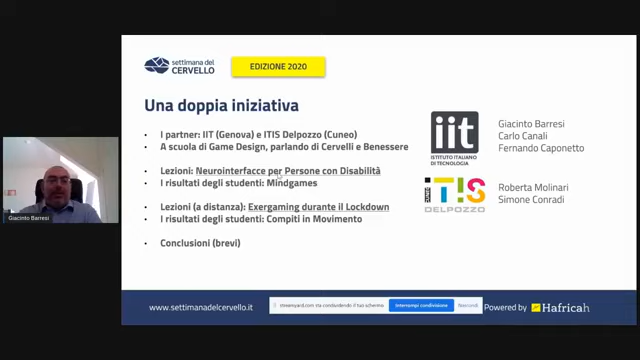 settimana del
CERVELLO
EDIZIONE 2020
Una doppia iniziativa
• I partner: IIT (Genova) e ITIS Delpozzo (Cuneo)
• A scuola di Game Design, parlando di Cervelli e Benessere
• Lezioni: Neurointerfacce per Persone con Disabilità
• I risultati degli studenti: Mindgames
• Lezioni (a distanza): Exergaming durante il Lockdown
• I risultati degli studenti: Compiti in Movimento
• Conclusioni (brevi)
iit
ISTITUTO ITALIANO
DI TECNOLOGIA
Giacinto Barresi
Carlo Canali
Fernando Caponetto
CUNEO
iTiS
DELPOZZO
Roberta Molinari
Simone Conradi
Giacinto Barresi
www.settimanadelcervello.it
streamyard.com sta condividendo il tuo schermo
Interrompi condivisione
Nascondi
Powered by
Hafricah